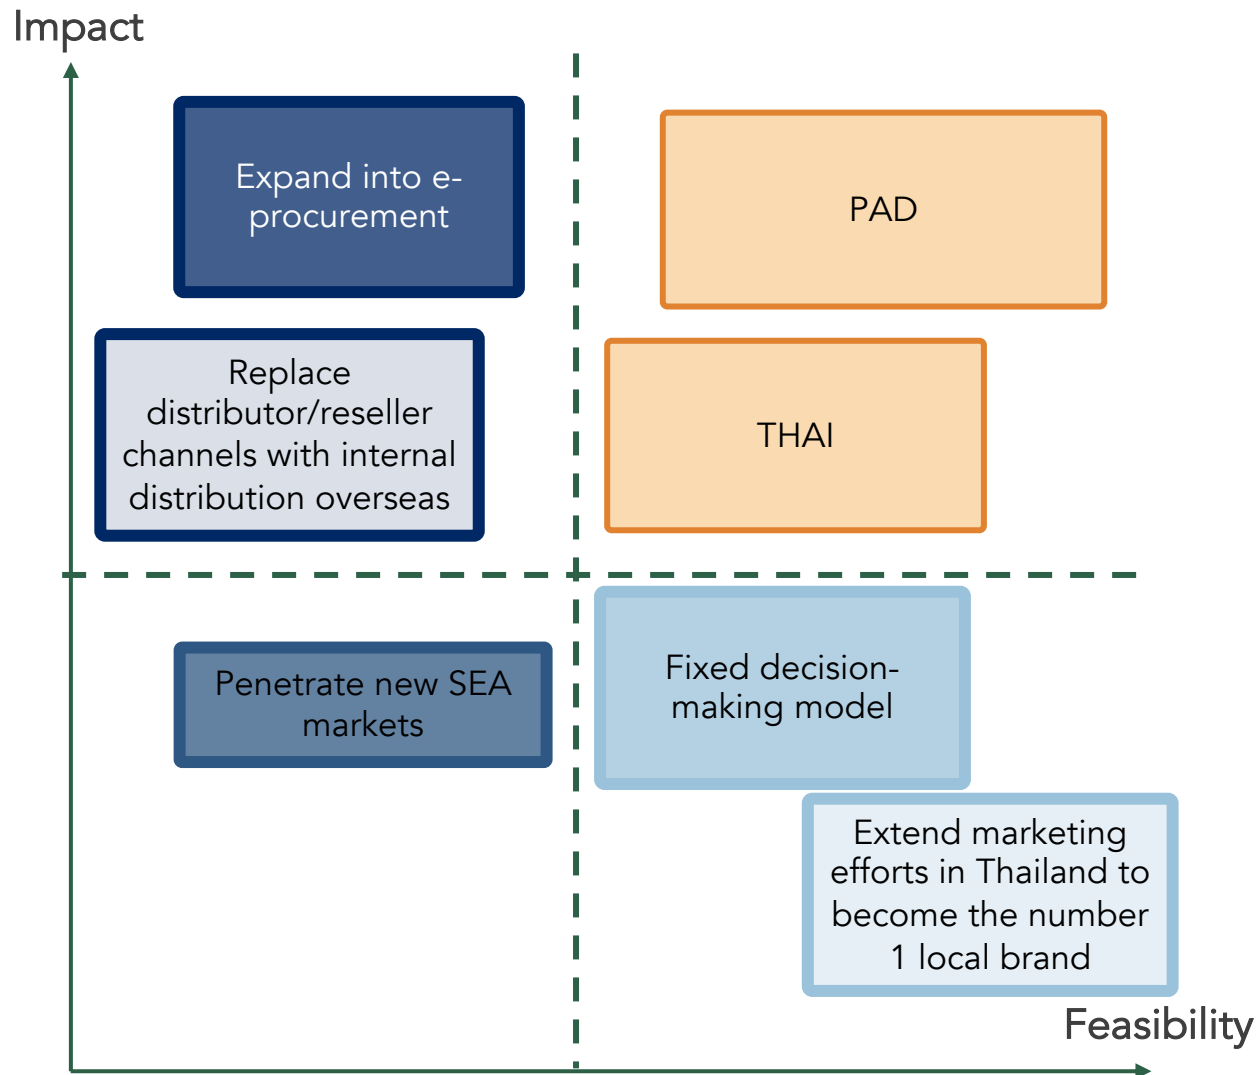 Impact
Expand into e-
procurement
PAD
Replace
distributor/reseller
channels with internal
distribution overseas
THAI
Penetrate new SEA
markets
Fixed decision-
making model
Extend marketing
efforts in Thailand to
become the number
1 local brand
Feasibility